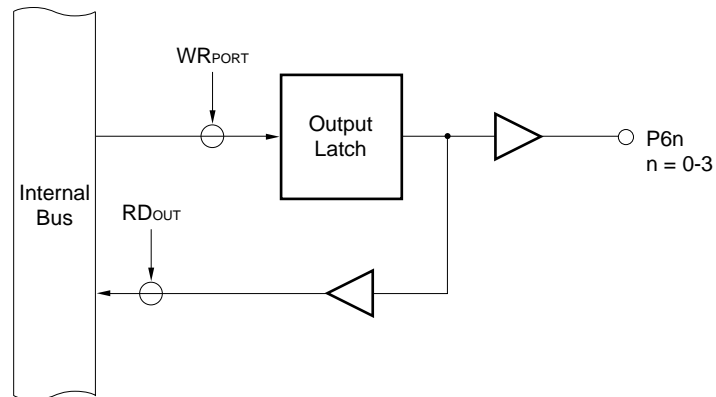 WRPORT
Output
Latch
P6n
n = 0-3
Internal
Bus
RDOUT